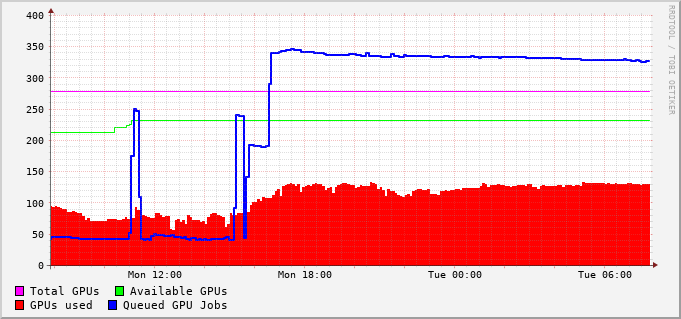 400
350
300
250
200
150
100
50
0
Mon 12:00 Mon 18:00 Tue 00:00 Tue 06:00
Total GPUs Available GPUs
GPUs used Queued GPU Jobs
RRDTOOL / TOBI OETIKER